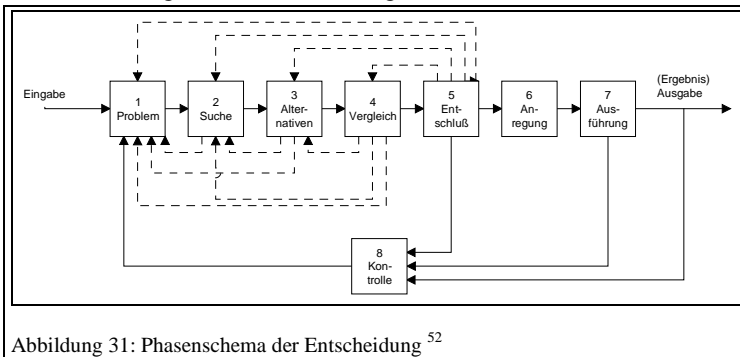 (Ergebnis)
Eingabe
Ausgabe
1
Problem
2
Suche
3
Alter-
nativen
4
Vergleich
5
Ent-
schluß
6
An-
regung
7
Aus-
führung
8
Kon-
trolle
Abbildung 31: Phasenschema der Entscheidung 52